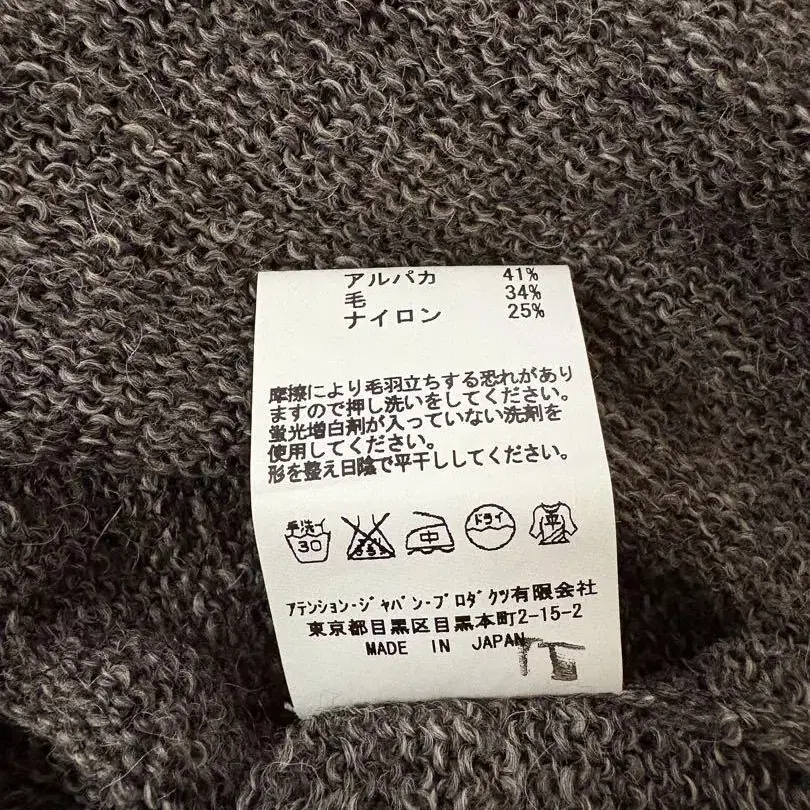 アルパカ 41%
毛 34%
ナイロン 25%
摩擦により毛羽立ちする恐れがあり
ますので押し洗いをしてください。
蛍光増白剤が入っていない洗剤を
使用してください。
形を整え日陰で平干ししてください。
手洗イ 30 中 ドライ 平
アテンション・ジャパン・プロダクツ有限会社
東京都目黒区目黒本町2-15-2
MADE IN JAPAN